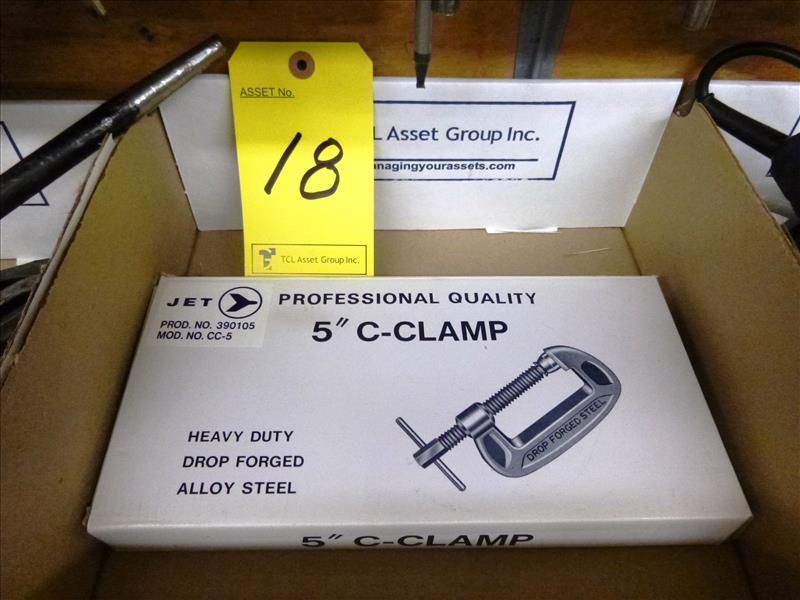 ASSET No.
18
TCL Asset Group Inc.
TCL Asset Group Inc.
anagingyourassets.com
JET
PROD. NO. 390105
MOD. NO. CC-5
PROFESSIONAL QUALITY
5" C-CLAMP
DROP FORGED STEEL
HEAVY DUTY
DROP FORGED
ALLOY STEEL
5" C-CLAMP